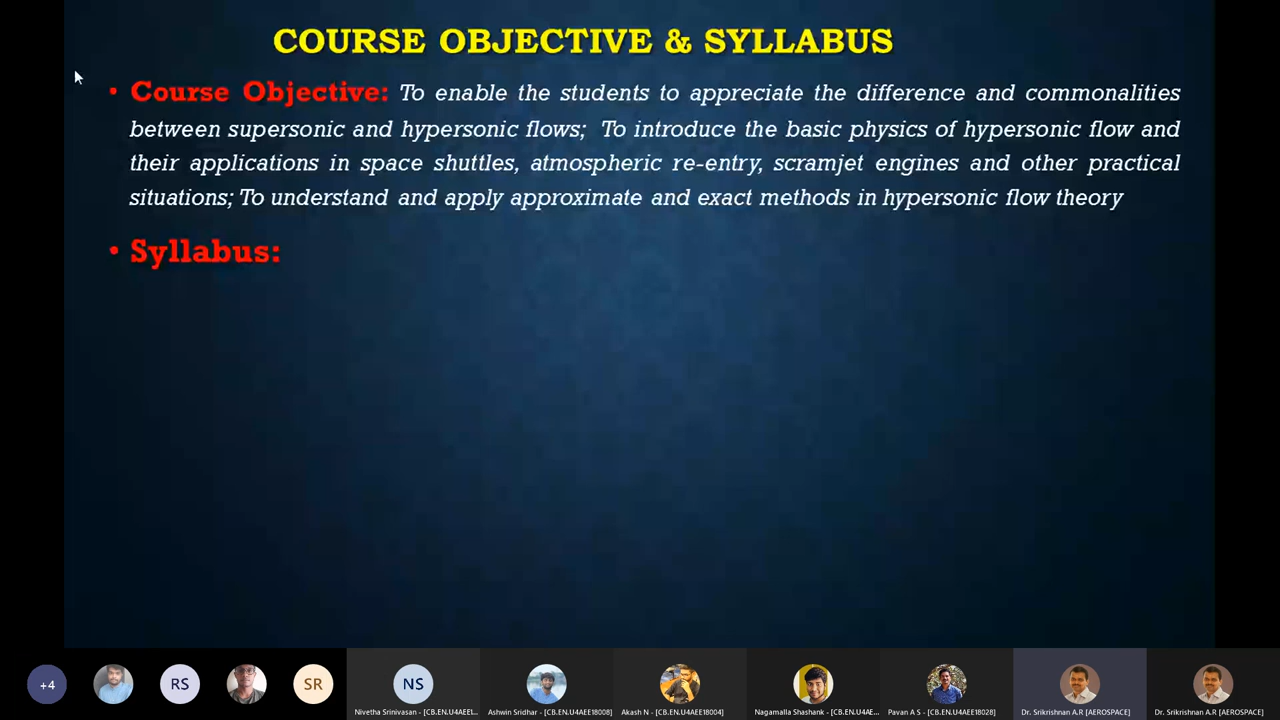 COURSE OBJECTIVE & SYLLABUS
• Course Objective: To enable the students to appreciate the difference and commonalities
between supersonic and hypersonic flows; To introduce the basic physics of hypersonic flow and
their applications in space shuttles, atmospheric re-entry, scramjet engines and other practical
situations; To understand and apply approximate and exact methods in hypersonic flow theory
• Syllabus:
+4
RS
SR
NS
Nivetha Srinivasan - [CB.EN.U4AEE...
Ashwin Sridhar - [CB.EN.U4AEE18008]
Akash N - [CB.EN.U4AEE18004]
Nagamalla Shashank - [CB.EN.U4AE...
Pavan A S - [CB.EN.U4AEE18028]
Dr. Srikrishnan A.R [AEROSPACE]
Dr. Srikrishnan A.R [AEROSPACE]